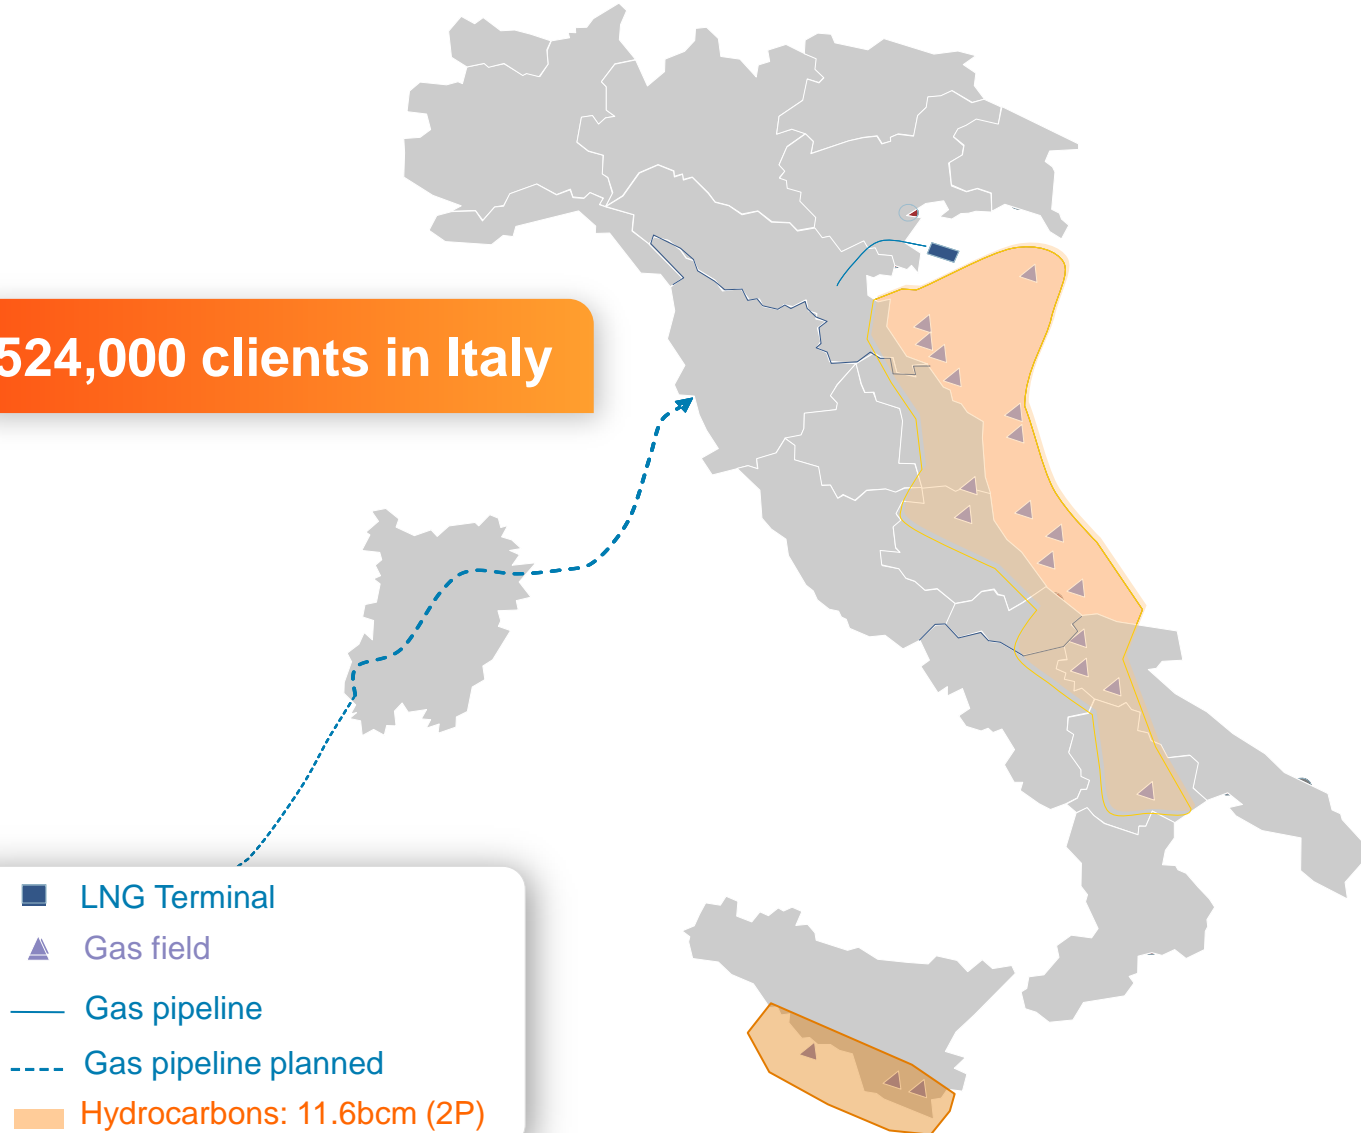 524,000 clients in Italy
LNG Terminal
Gas field
Gas pipeline
Gas pipeline planned
Hydrocarbons: 11.6bcm (2P)